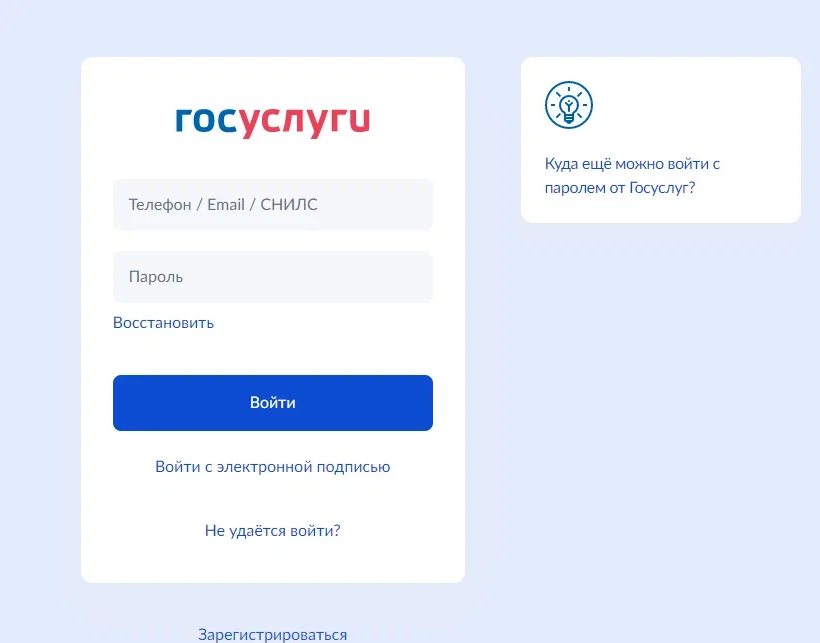 госуслуги
Телефон / Email / СНИЛС
Пароль
Восстановить
Войти
Войти с электронной подписью
Не удаётся войти?
Зарегистрироваться
Куда ещё можно войти с
паролем от Госуслуг?